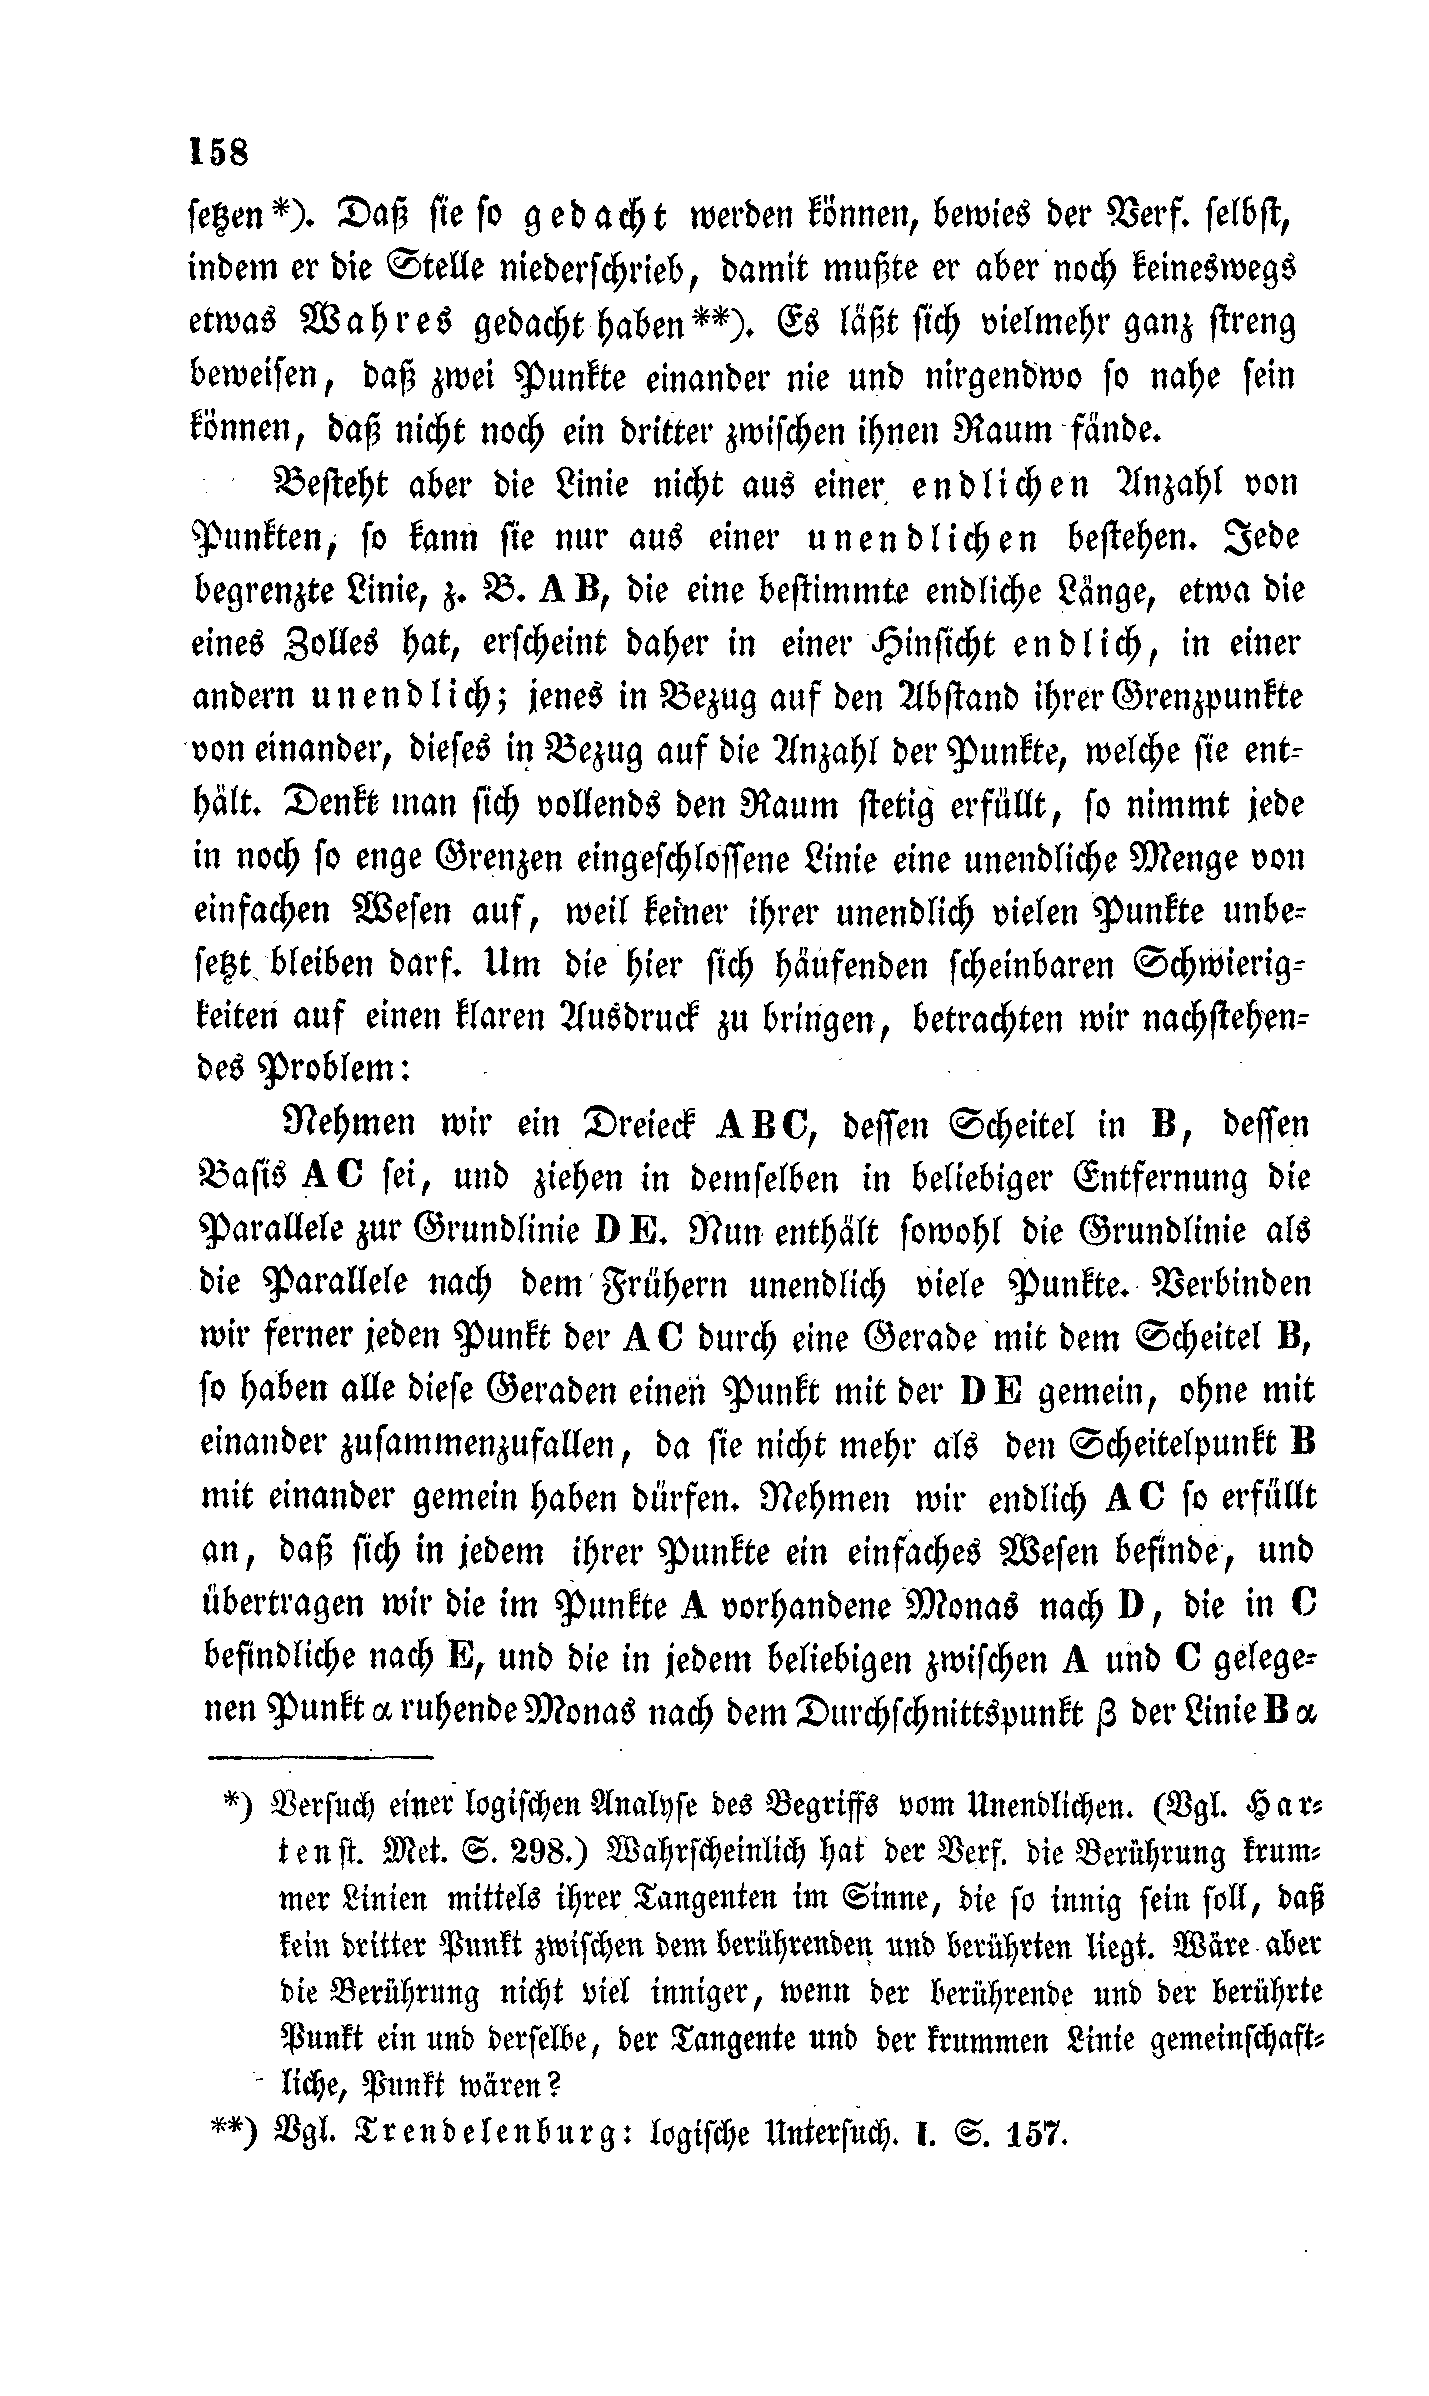 158
setzen*). Daß sie so gedacht werden können, bewies der Verf. selbst,
indem er die Stelle niederschrieb, damit mußte er aber noch keineswegs
etwas Wahres gedacht haben**). Es läßt sich vielmehr ganz streng
beweisen, daß zwei Punkte einander nie und nirgendwo so nahe sein
können, daß nicht noch ein dritter zwischen ihnen Raum fände.
Besteht aber die Linie nicht aus einer endlichen Anzahl von
Punkten, so kann sie nur aus einer unendlichen bestehen. Jede
begrenzte Linie, z. B. A B, die eine bestimmte endliche Länge, etwa die
eines Zolles hat, erscheint daher in einer Hinsicht endlich, in einer
andern unendlich; jenes in Bezug auf den Abstand ihrer Grenzpunkte
von einander, dieses in Bezug auf die Anzahl der Punkte, welche sie ent-
hält. Denkt man sich vollends den Raum stetig erfüllt, so nimmt jede
in noch so enge Grenzen eingeschlossene Linie eine unendliche Menge von
einfachen Wesen auf, weil keiner ihrer unendlich vielen Punkte unbe-
setzt bleiben darf. Um die hier sich häufenden scheinbaren Schwierig-
keiten auf einen klaren Ausdruck zu bringen, betrachten wir nachstehen-
des Problem:
Nehmen wir ein Dreieck A B C, dessen Scheitel in B, dessen
Basis A C sei, und ziehen in demselben in beliebiger Entfernung die
Parallele zur Grundlinie D E. Nun enthält sowohl die Grundlinie als
die Parallele nach dem Frühern unendlich viele Punkte. Verbinden
wir ferner jeden Punkt der A C durch eine Gerade mit dem Scheitel B,
so haben alle diese Geraden einen Punkt mit der D E gemein, ohne mit
einander zusammenzufallen, da sie nicht mehr als den Scheitelpunkt B
mit einander gemein haben dürfen. Nehmen wir endlich A C so erfüllt
an, daß sich in jedem ihrer Punkte ein einfaches Wesen befinde, und
übertragen wir die im Punkte A vorhandene Monas nach D, die in C
befindliche nach E, und die in jedem beliebigen zwischen A und C gelege-
nen Punkt α ruhende Monas nach dem Durchschnittspunkt β der Linie B α
*) Versuch einer logischen Analyse des Begriffs vom Unendlichen. (Vgl. Har-
tenst. Met. S. 298.) Wahrscheinlich hat der Verf. die Berührung krum-
mer Linien mittels ihrer Tangenten im Sinne, die so innig sein soll, daß
kein dritter Punkt zwischen dem berührenden und berührten liegt. Wäre aber
die Berührung nicht viel inniger, wenn der berührende und der berührte
Punkt ein und derselbe, der Tangente und der krummen Linie gemeinschaft-
liche, Punkt wären?
**) Vgl. Trendelenburg: logische Untersuch. I. S. 157.